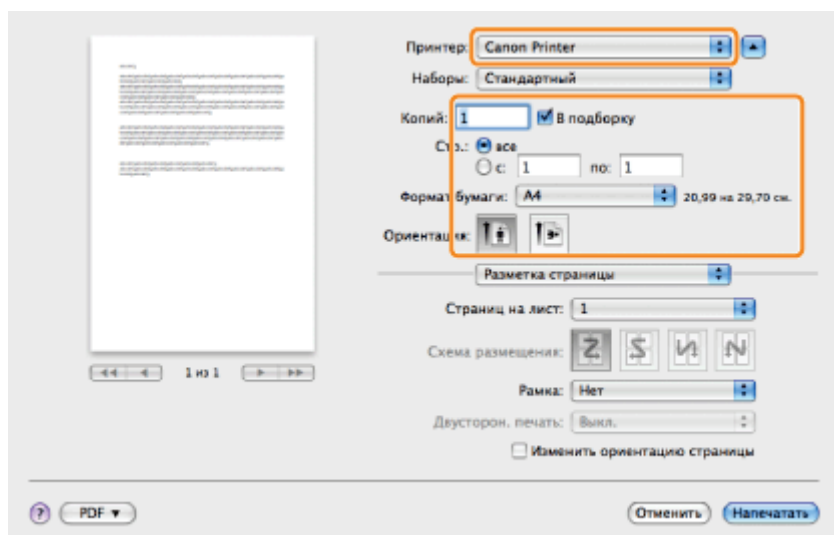 Принтер: Canon Printer
Наборы: Стандартный
Копий: 1 В подборку
Стр.: все
с: 1 по: 1
Формат бумаги: A4 20,99 на 29,70 см.
Ориентация:
Разметка страницы
Страниц на лист: 1
Схема размещения:
Рамка: Нет
Двусторон. печать: Выкл.
Изменить ориентацию страницы
1 из 1
? PDF Отменить Напечатать